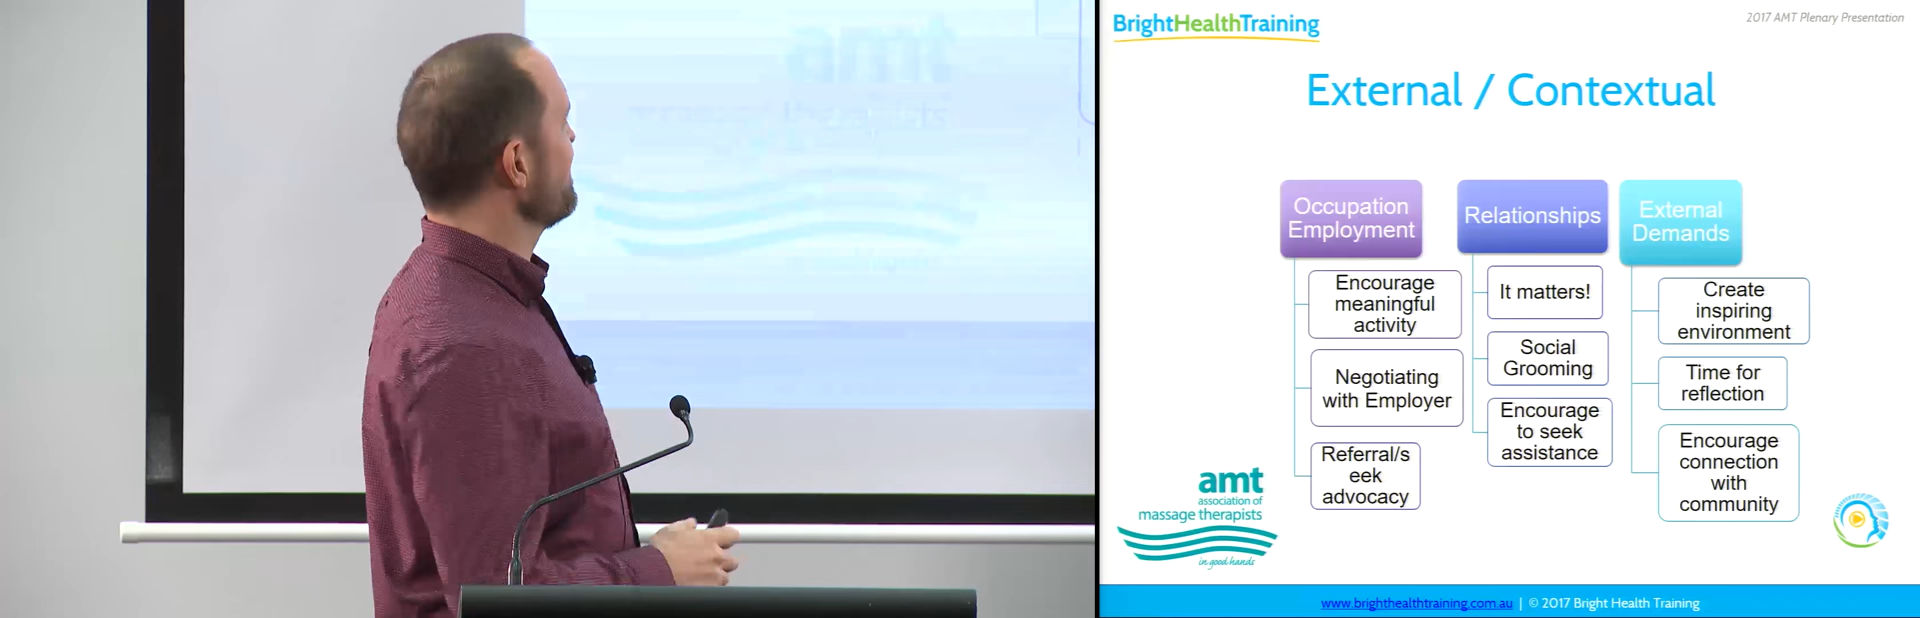 amt
therapists
BrightHealthTraining
2017 AMT Plenary Presentation
External / Contextual
Occupation
Employment
Encourage
meaningful
activity
Negotiating
with Employer
Referral/s
eek
advocacy
Relationships
It matters!
Social
Grooming
Encourage
to seek
assistance
External
Demands
Create
inspiring
environment
Time for
reflection
Encourage
connection
with
community
amt
association of
massage therapists
in good hands
www.brighthealthtraining.com.au | © 2017 Bright Health Training